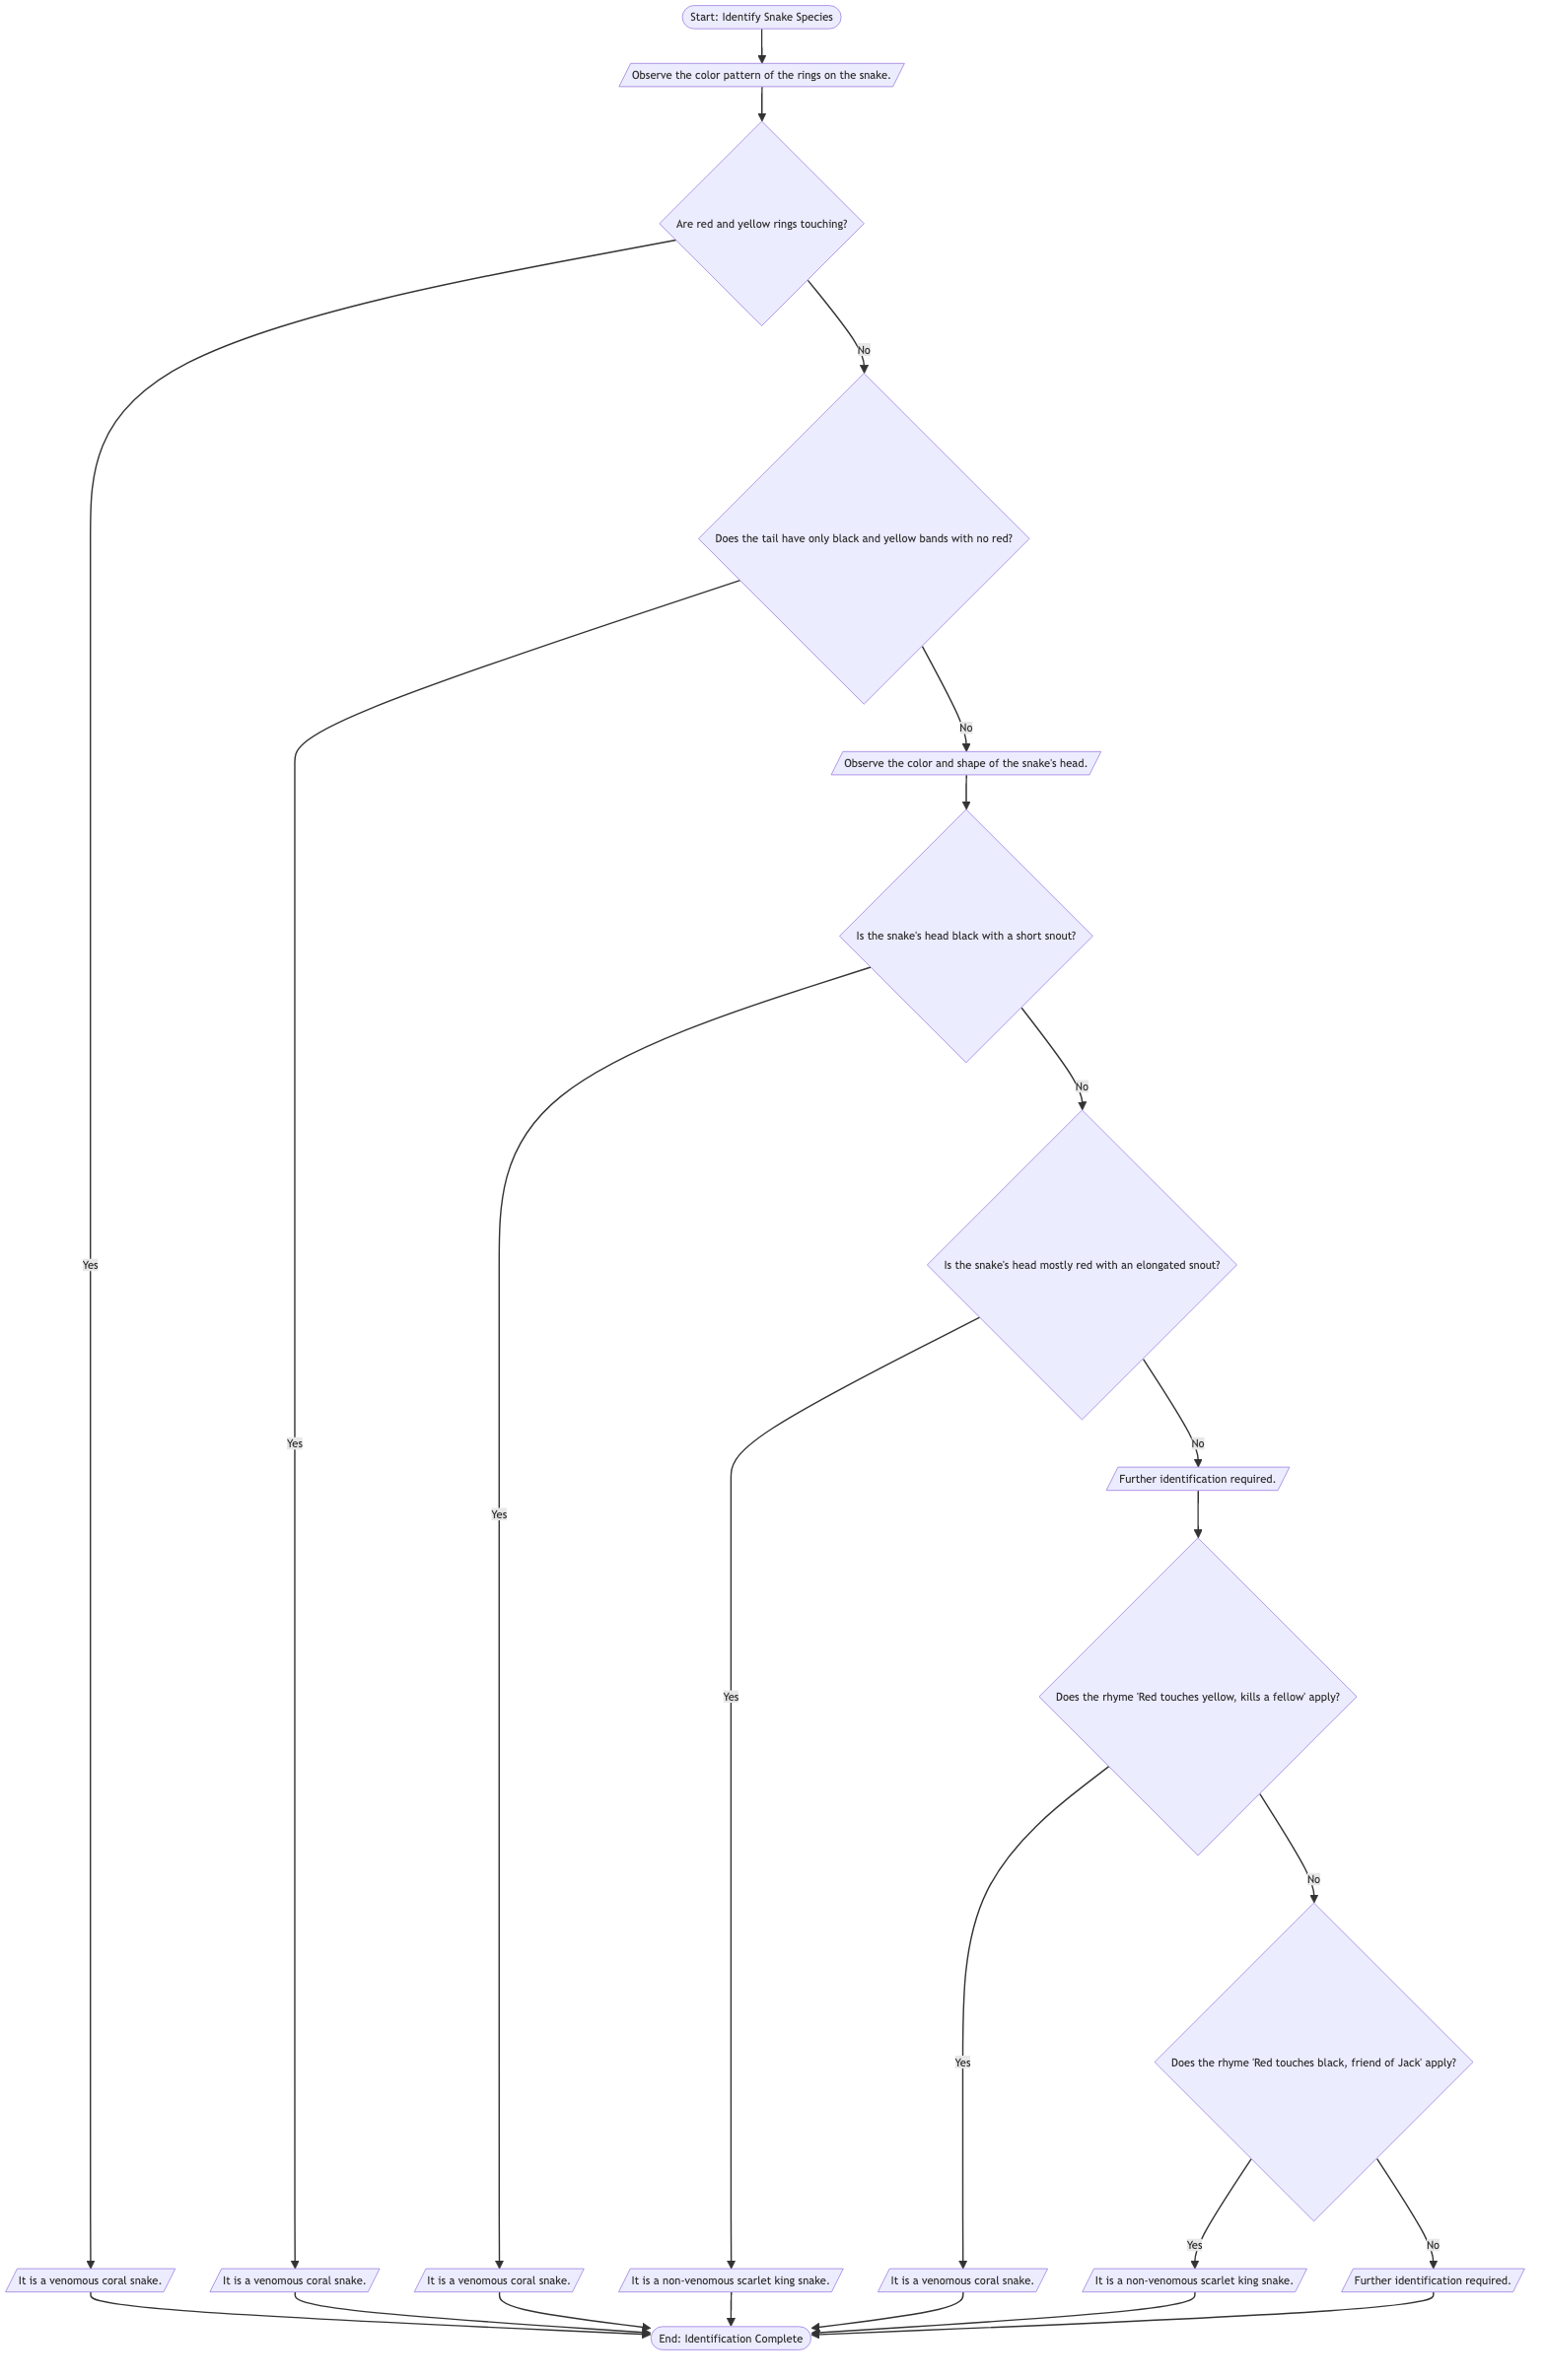 Start: Identify Snake Species
Observe the color pattern of the rings on the snake.
Are red and yellow rings touching?
No
Does the tail have only black and yellow bands with no red?
No
Observe the color and shape of the snake's head.
Is the snake's head black with a short snout?
No
Yes
Is the snake's head mostly red with an elongated snout?
Yes
No
Further identification required.
Yes
Yes
Does the rhyme 'Red touches yellow, kills a fellow' apply?
No
Yes
Does the rhyme 'Red touches black, friend of Jack' apply?
Yes
No
It is a venomous coral snake.
It is a venomous coral snake.
It is a venomous coral snake.
It is a non-venomous scarlet king snake.
It is a venomous coral snake.
It is a non-venomous scarlet king snake.
Further identification required.
End: Identification Complete